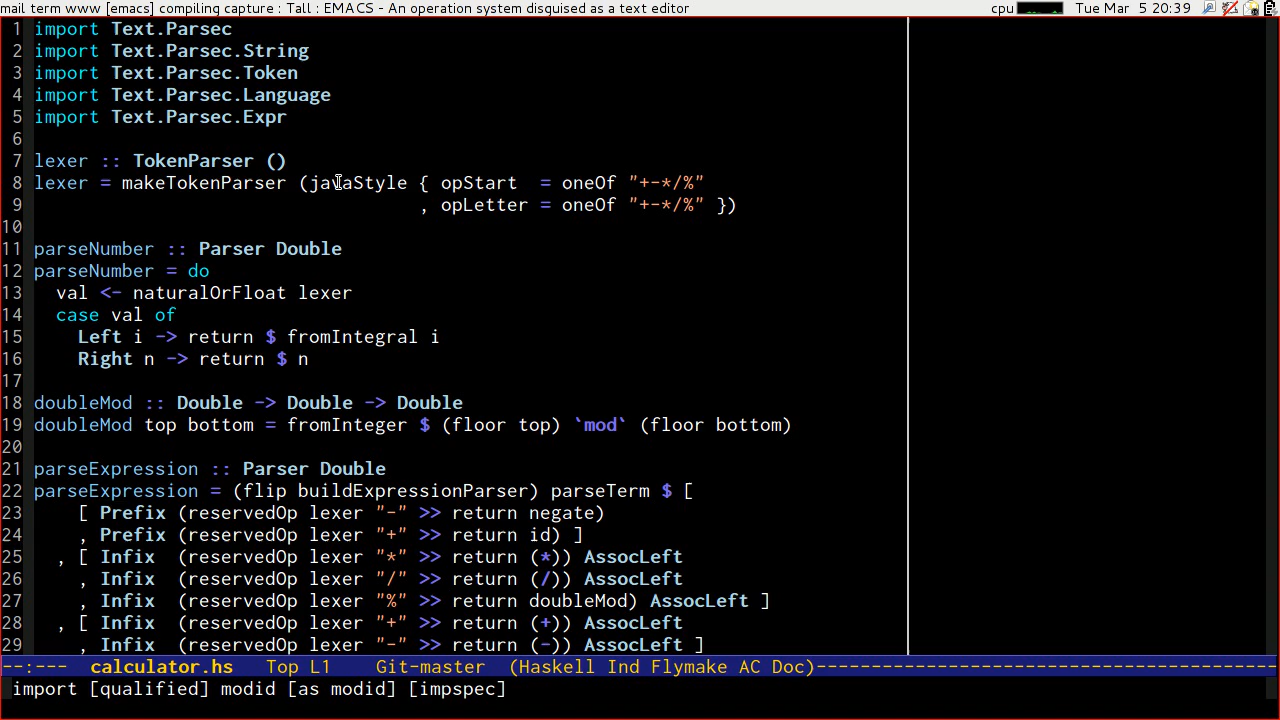 mail term www [emacs] compiling capture : Tall : EMACS - An operation system disguised as a text editor cpu Tue Mar 5 20:39
1 import Text.Parsec
2 import Text.Parsec.String
3 import Text.Parsec.Token
4 import Text.Parsec.Language
5 import Text.Parsec.Expr
6
7 lexer :: TokenParser ()
8 lexer = makeTokenParser (javaStyle { opStart  = oneOf "+-*/%"
9                                    , opLetter = oneOf "+-*/%" })
10
11 parseNumber :: Parser Double
12 parseNumber = do
13   val <- naturalOrFloat lexer
14   case val of
15     Left i -> return $ fromIntegral i
16     Right n -> return $ n
17
18 doubleMod :: Double -> Double -> Double
19 doubleMod top bottom = fromInteger $ (floor top) `mod` (floor bottom)
20
21 parseExpression :: Parser Double
22 parseExpression = (flip buildExpressionParser) parseTerm $ [
23     [ Prefix (reservedOp lexer "-" >> return negate)
24     , Prefix (reservedOp lexer "+" >> return id) ]
25   , [ Infix  (reservedOp lexer "*" >> return (*)) AssocLeft
26     , Infix  (reservedOp lexer "/" >> return (/)) AssocLeft
27     , Infix  (reservedOp lexer "%" >> return doubleMod) AssocLeft ]
28   , [ Infix  (reservedOp lexer "+" >> return (+)) AssocLeft
29     , Infix  (reservedOp lexer "-" >> return (-)) AssocLeft ]
--:---  calculator.hs   Top L1    Git-master  (Haskell Ind Flymake AC Doc)------------------------------------------
import [qualified] modid [as modid] [impspec]